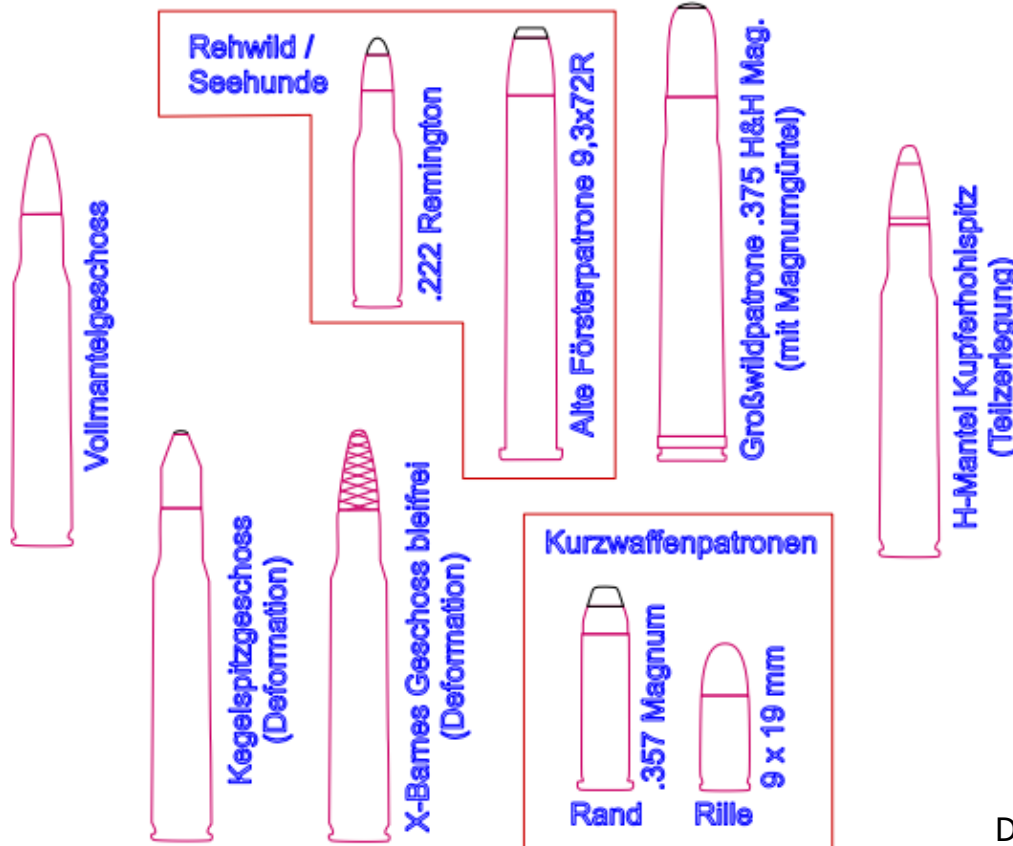 Rehwild /
Seehunde
.222 Remington
Alte Försterpatrone 9,3x72R
Großwildpatrone .375 H&H Mag.
(mit Magnumgürtel)
Vollmantelgeschoss
H-Mantel Kupferhohlspitz
(Teilzerlegung)
Kegelspitzgeschoss
(Deformation)
X-Barnes Geschoss bleifrei
(Deformation)
Kurzwaffenpatronen
.357 Magnum
9 x 19 mm
Rand
Rille
D